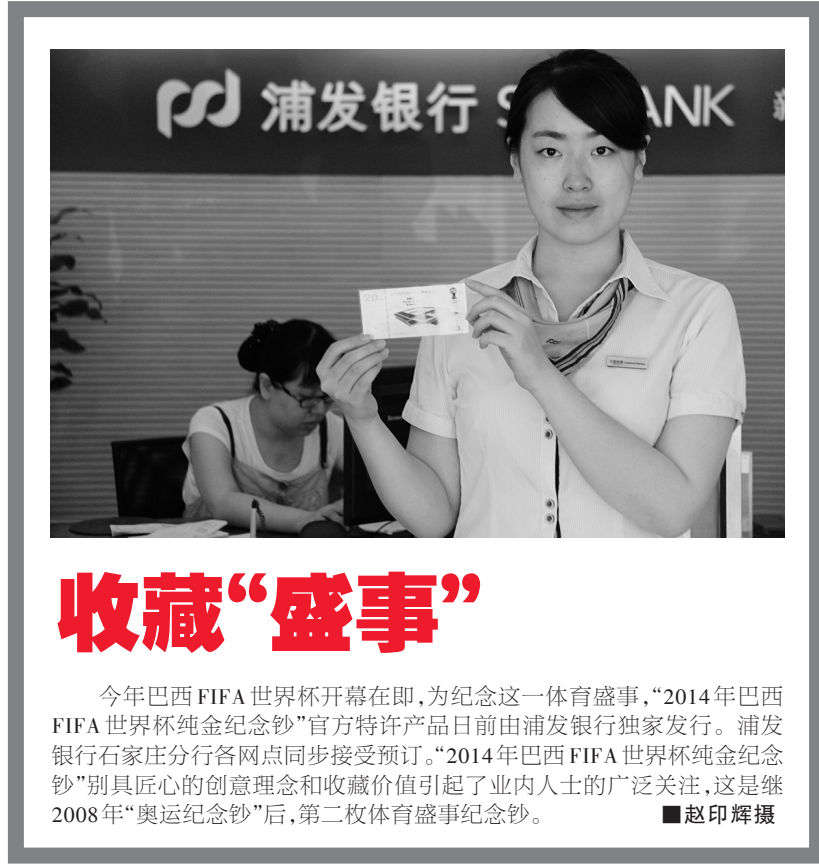 浦发银行
收藏“盛事”
今年巴西FIFA世界杯开幕在即,为纪念这一体育盛事,“2014年巴西
FIFA世界杯纯金纪念钞”官方特许产品日前由浦发银行独家发行。浦发
银行石家庄分行各网点同步接受预订。“2014年巴西FIFA世界杯纯金纪念
钞”别具匠心的创意理念和收藏价值引起了业内人士的广泛关注,这是继
2008年“奥运纪念钞”后,第二枚体育盛事纪念钞。 ■赵印辉摄